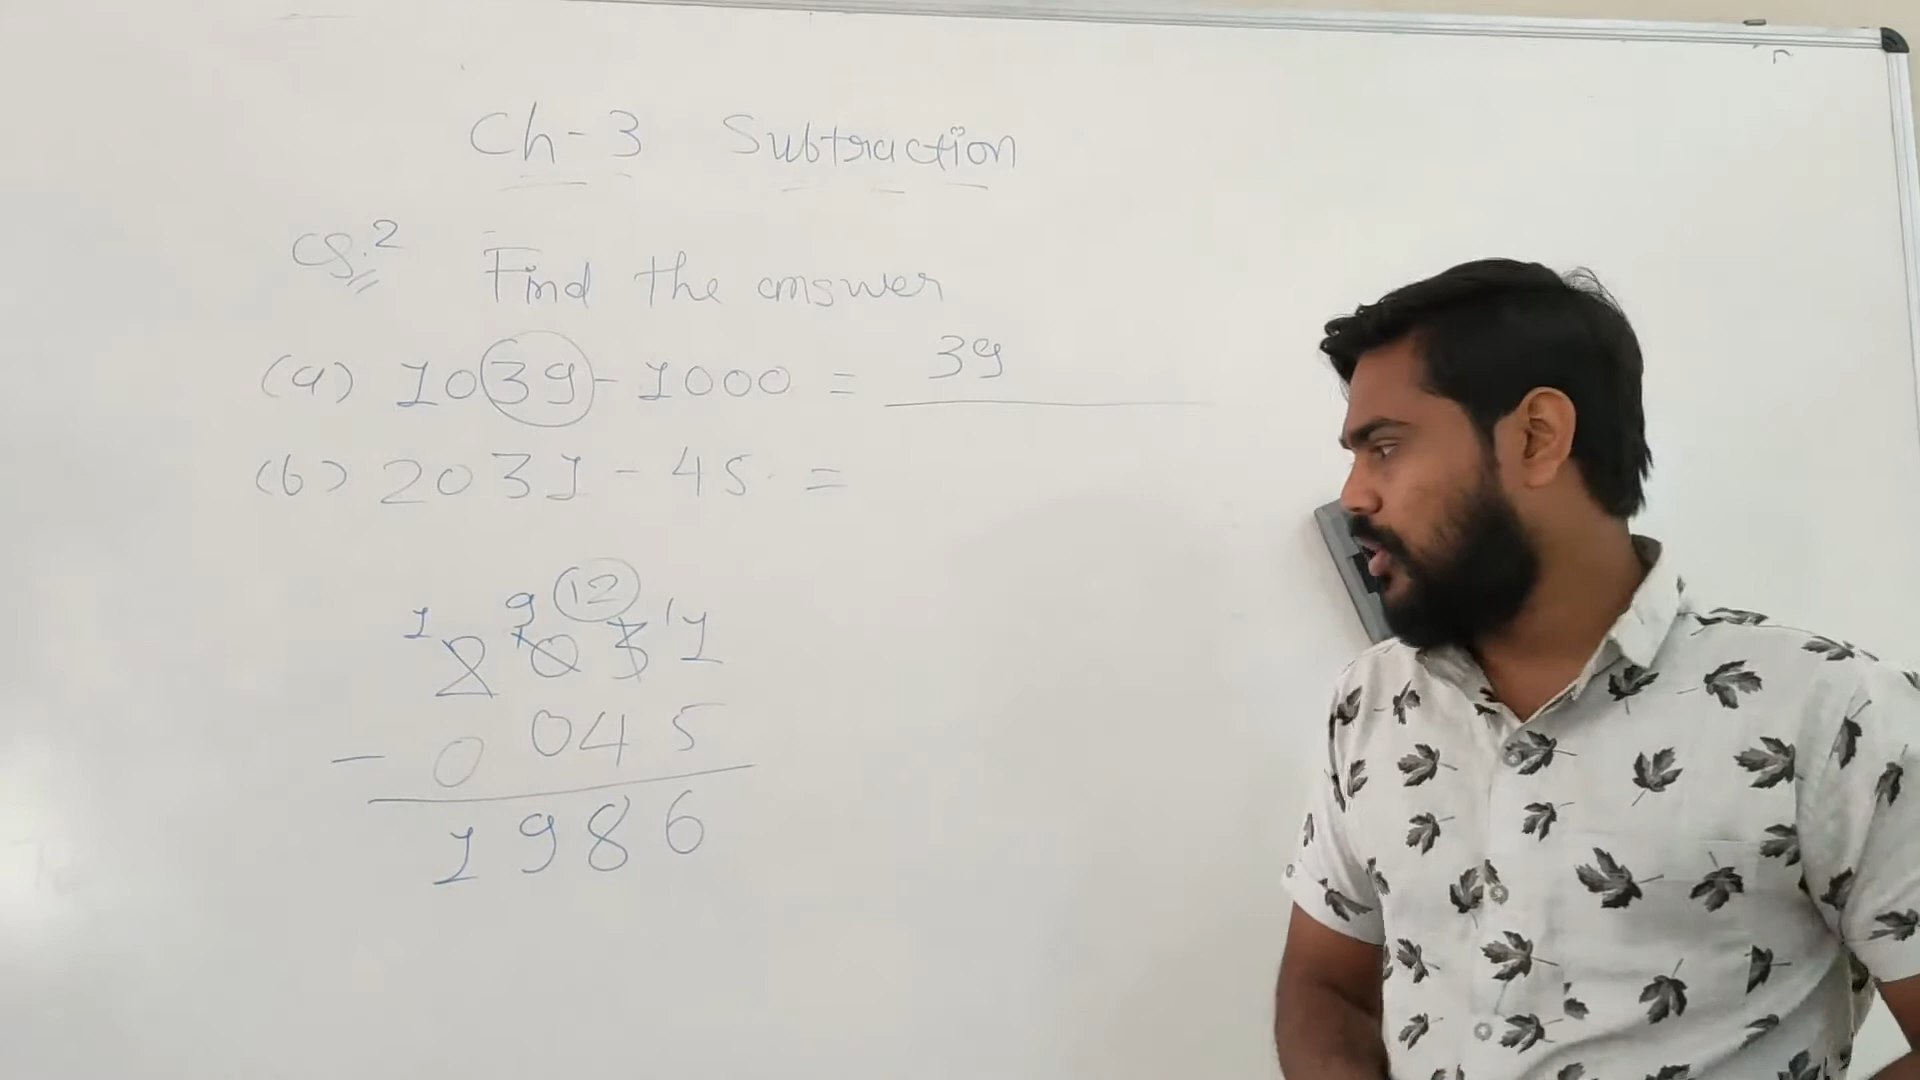 Ch-3 Subtraction
Q.2 Find the answer
(a) 1039 - 1000 = 39
(b) 2031 - 45 =
1 9 12
2 0 3 11
- 0 0 4 5
1 9 8 6